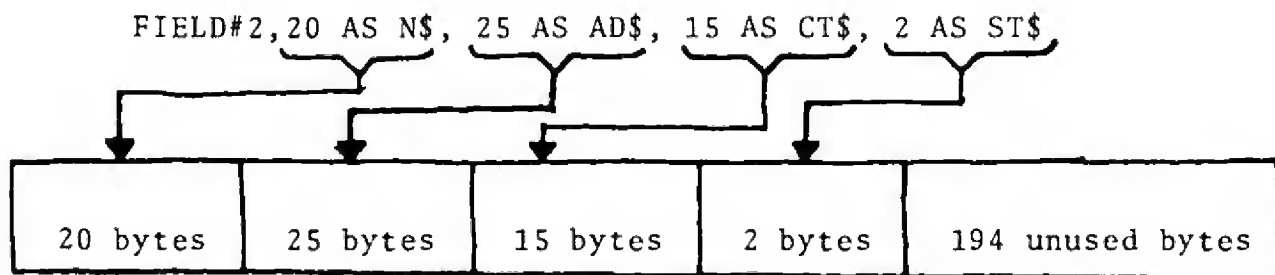 FIELD#2,20 AS N$, 25 AS AD$, 15 AS CT$, 2 AS ST$
20 bytes 25 bytes 15 bytes 2 bytes 194 unused bytes